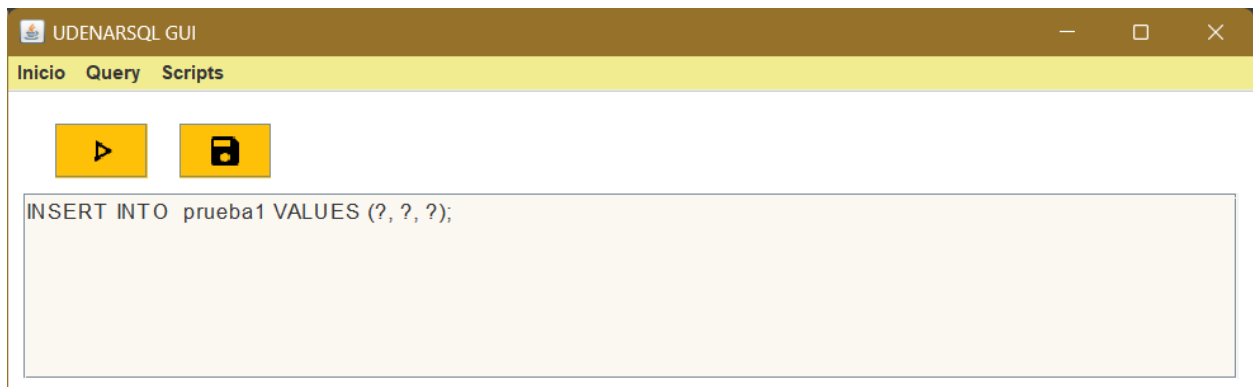 UDENARSQL GUI
Inicio Query Scripts
INSERT INTO  prueba1 VALUES (?, ?, ?);